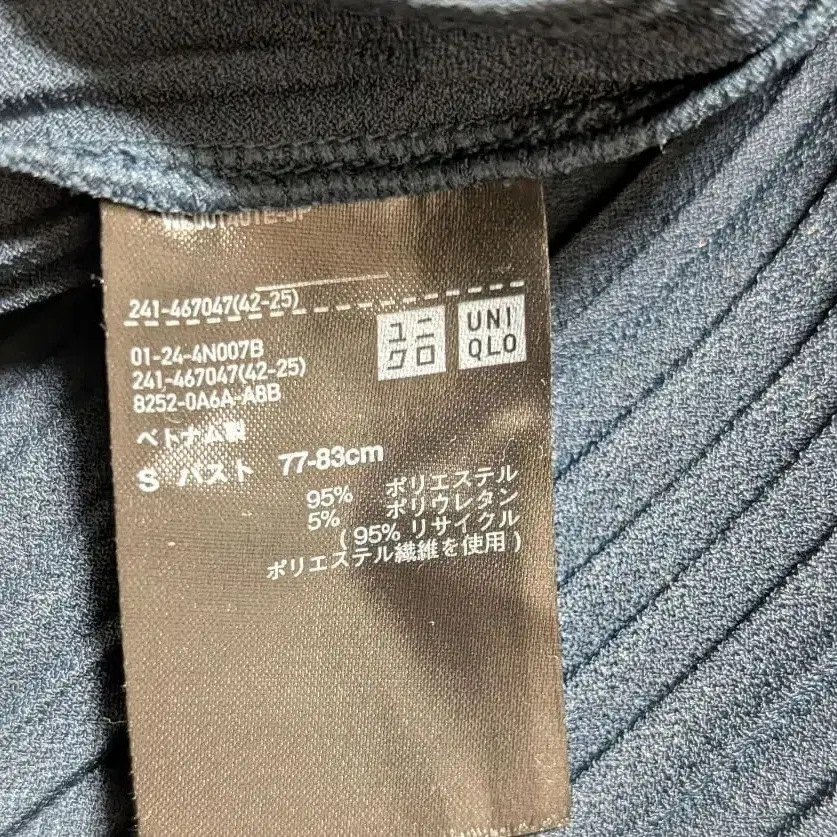 241-467047(42-25)
ユニ
クロ
UNI
QLO
01-24-4N007B
241-467047(42-25)
8252-0A6A-A8B
ベトナム製
S バスト 77-83cm
95% ポリエステル
5% ポリウレタン
( 95% リサイクル
ポリエステル繊維を使用 )